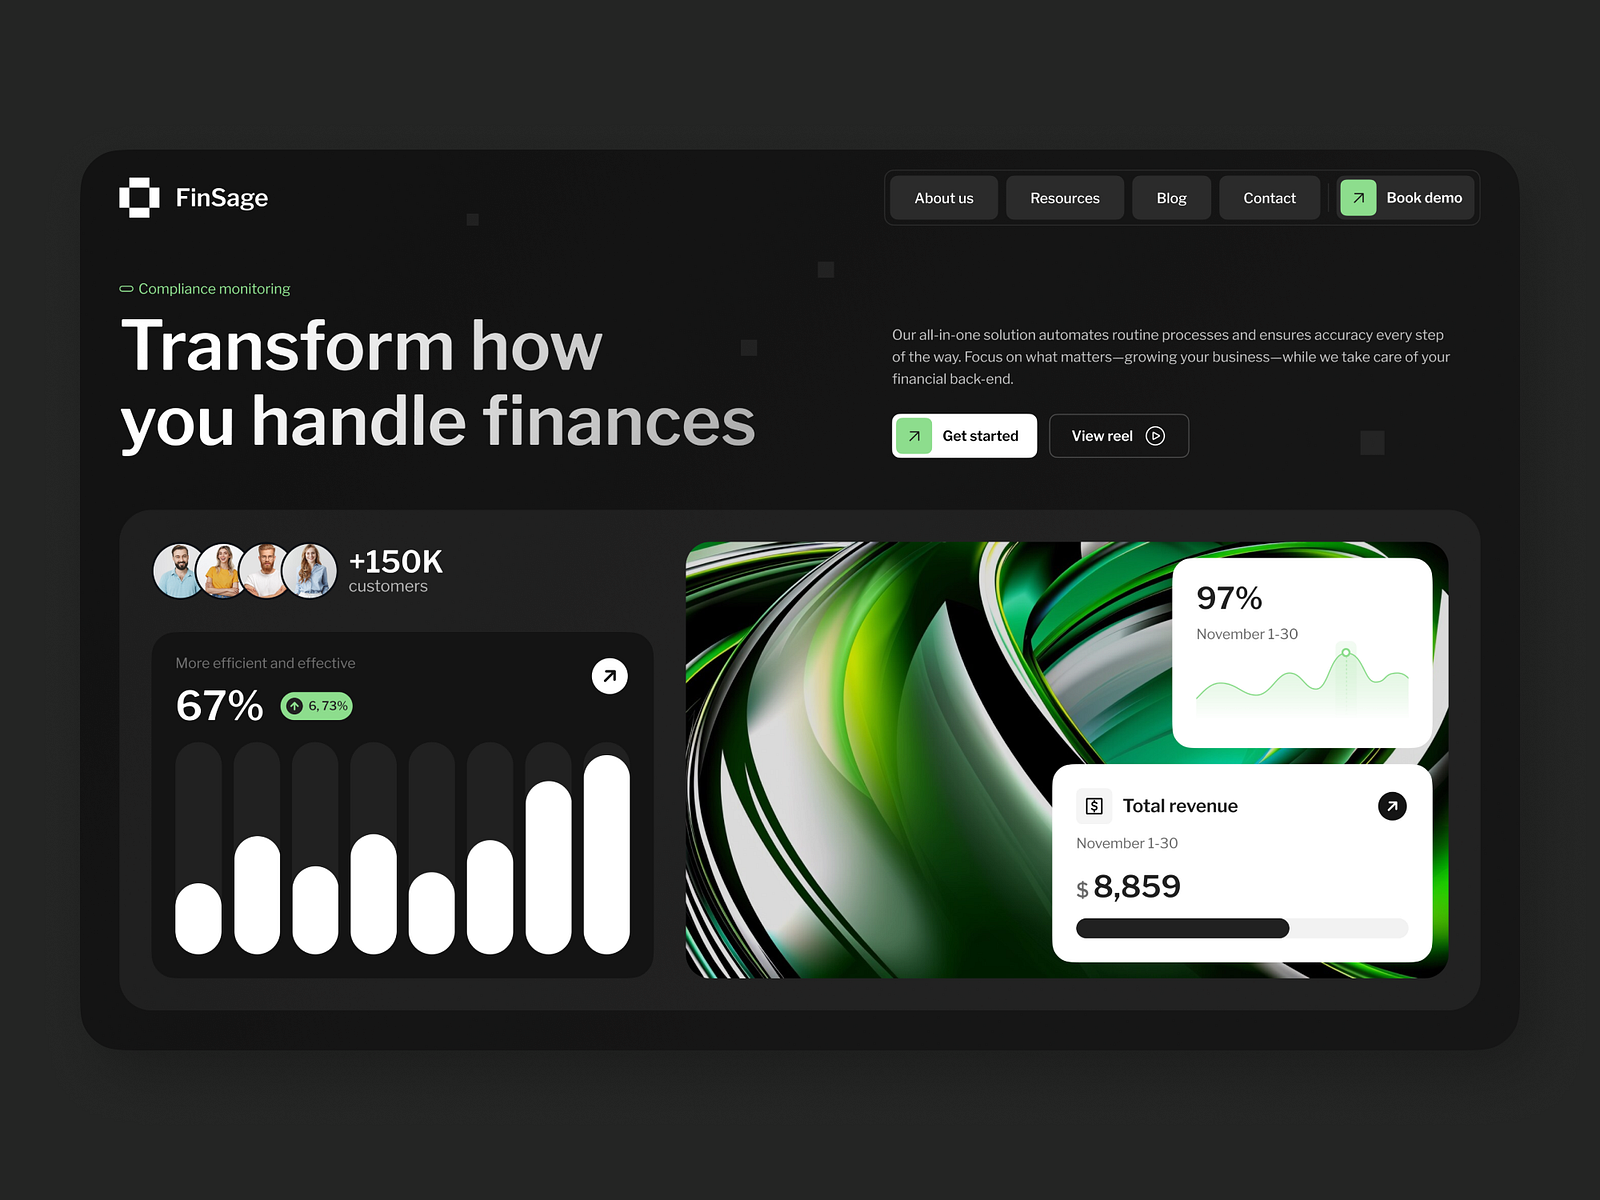 FinSage
About us
Resources
Blog
Contact
Book demo
Compliance monitoring
Transform how
you handle finances
Our all-in-one solution automates routine processes and ensures accuracy every step
of the way. Focus on what matters—growing your business—while we take care of your
financial back-end.
Get started
View reel
+150K
customers
More efficient and effective
67%
6,73%
97%
November 1-30
Total revenue
November 1-30
$ 8,859